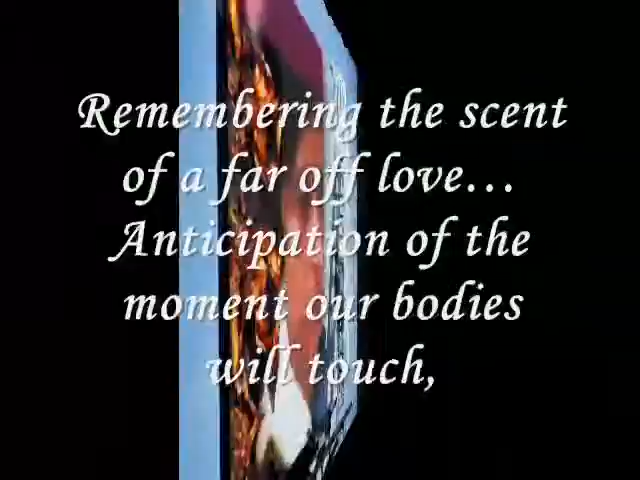 Remembering the scent
of a far off love...
Anticipation of the
moment our bodies
will touch,